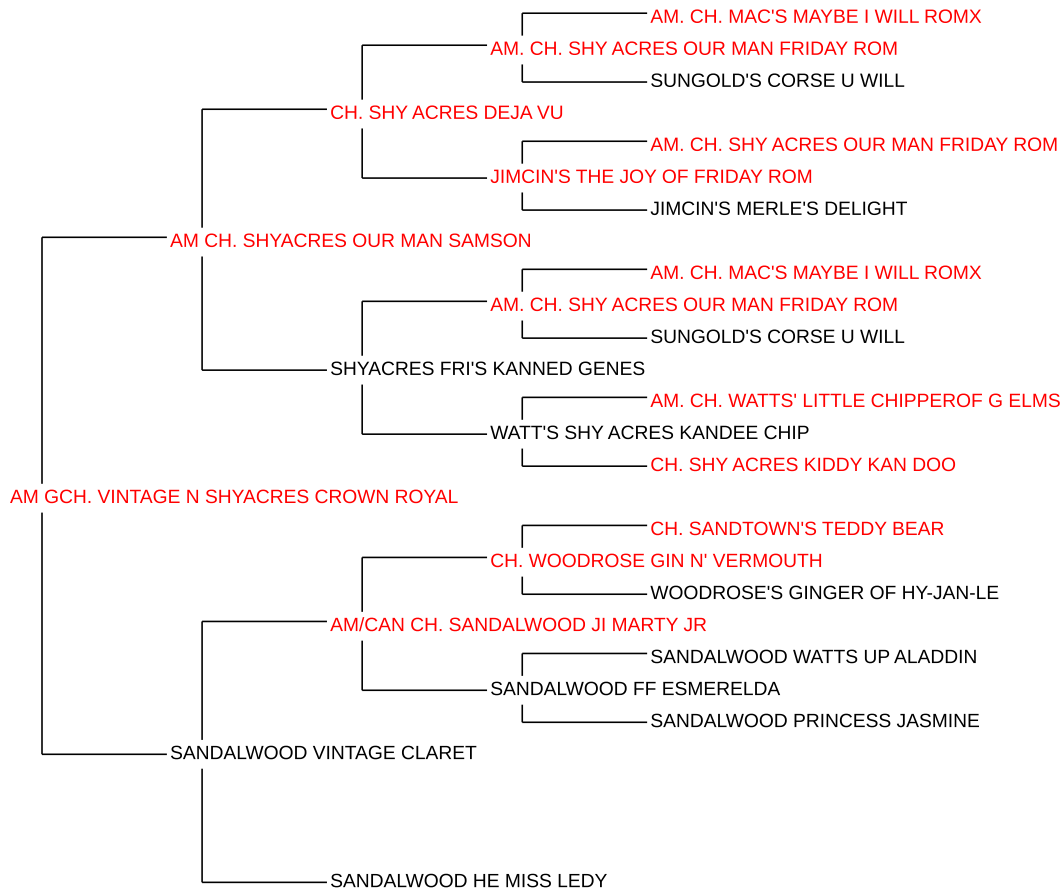 AM. CH. MAC'S MAYBE I WILL ROMX
AM. CH. SHY ACRES OUR MAN FRIDAY ROM
SUNGOLD'S CORSE U WILL
CH. SHY ACRES DEJA VU
AM. CH. SHY ACRES OUR MAN FRIDAY ROM
JIMCIN'S THE JOY OF FRIDAY ROM
JIMCIN'S MERLE'S DELIGHT
AM CH. SHYACRES OUR MAN SAMSON
AM. CH. MAC'S MAYBE I WILL ROMX
AM. CH. SHY ACRES OUR MAN FRIDAY ROM
SUNGOLD'S CORSE U WILL
SHYACRES FRI'S KANNED GENES
AM. CH. WATTS' LITTLE CHIPPEROF G ELMS
WATT'S SHY ACRES KANDEE CHIP
CH. SHY ACRES KIDDY KAN DOO
AM GCH. VINTAGE N SHYACRES CROWN ROYAL
CH. SANDTOWN'S TEDDY BEAR
CH. WOODROSE GIN N' VERMOUTH
WOODROSE'S GINGER OF HY-JAN-LE
AM/CAN CH. SANDALWOOD JI MARTY JR
SANDALWOOD WATTS UP ALADDIN
SANDALWOOD FF ESMERELDA
SANDALWOOD PRINCESS JASMINE
SANDALWOOD VINTAGE CLARET
SANDALWOOD HE MISS LEDY